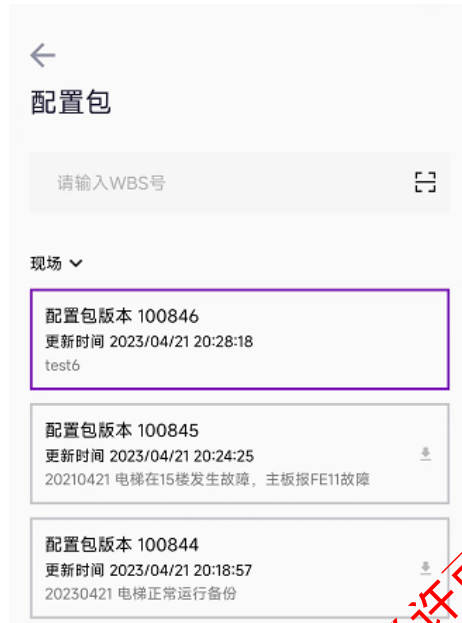 配置包
请输入WBS号
现场
配置包版本 100846
更新时间 2023/04/21 20:28:18
test6
配置包版本 100845
更新时间 2023/04/21 20:24:25
20210421 电梯在15楼发生故障，主板报FE11故障
配置包版本 100844
更新时间 2023/04/21 20:18:57
20230421 电梯正常运行备份
许